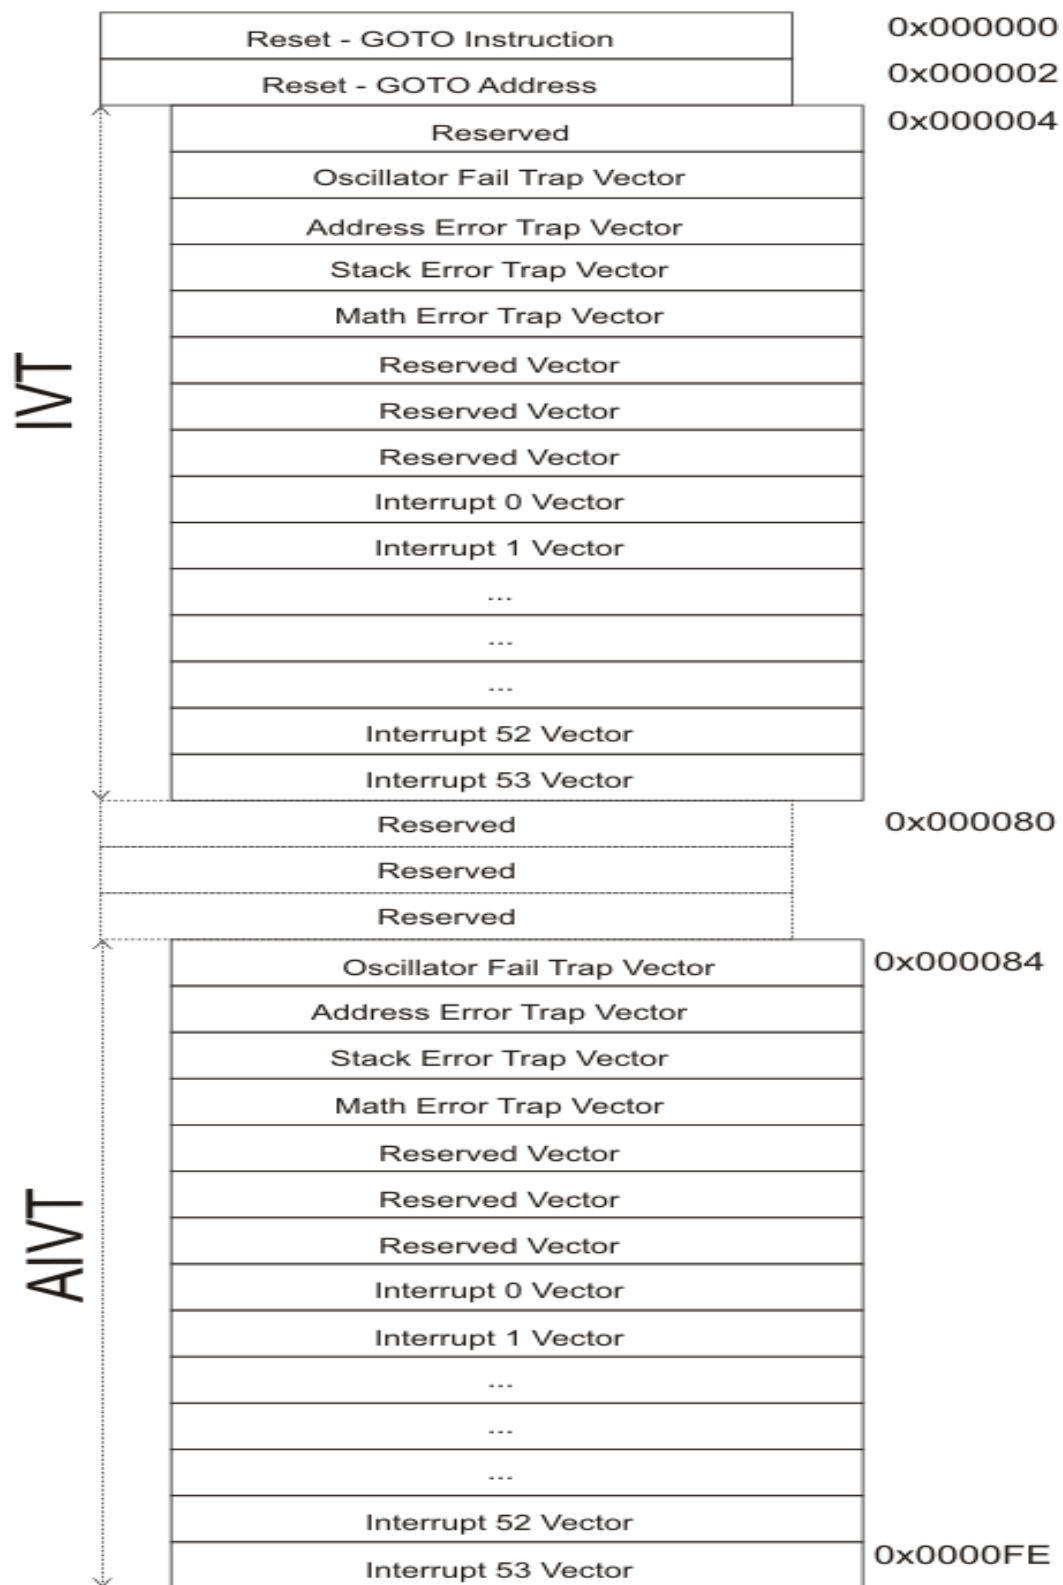 Reset - GOTO Instruction 0x000000
Reset - GOTO Address 0x000002
IVT
Reserved 0x000004
Oscillator Fail Trap Vector
Address Error Trap Vector
Stack Error Trap Vector
Math Error Trap Vector
Reserved Vector
Reserved Vector
Reserved Vector
Interrupt 0 Vector
Interrupt 1 Vector
...
...
...
Interrupt 52 Vector
Interrupt 53 Vector
Reserved 0x000080
Reserved
Reserved
AIVT
Oscillator Fail Trap Vector 0x000084
Address Error Trap Vector
Stack Error Trap Vector
Math Error Trap Vector
Reserved Vector
Reserved Vector
Reserved Vector
Interrupt 0 Vector
Interrupt 1 Vector
...
...
...
Interrupt 52 Vector
Interrupt 53 Vector 0x0000FE